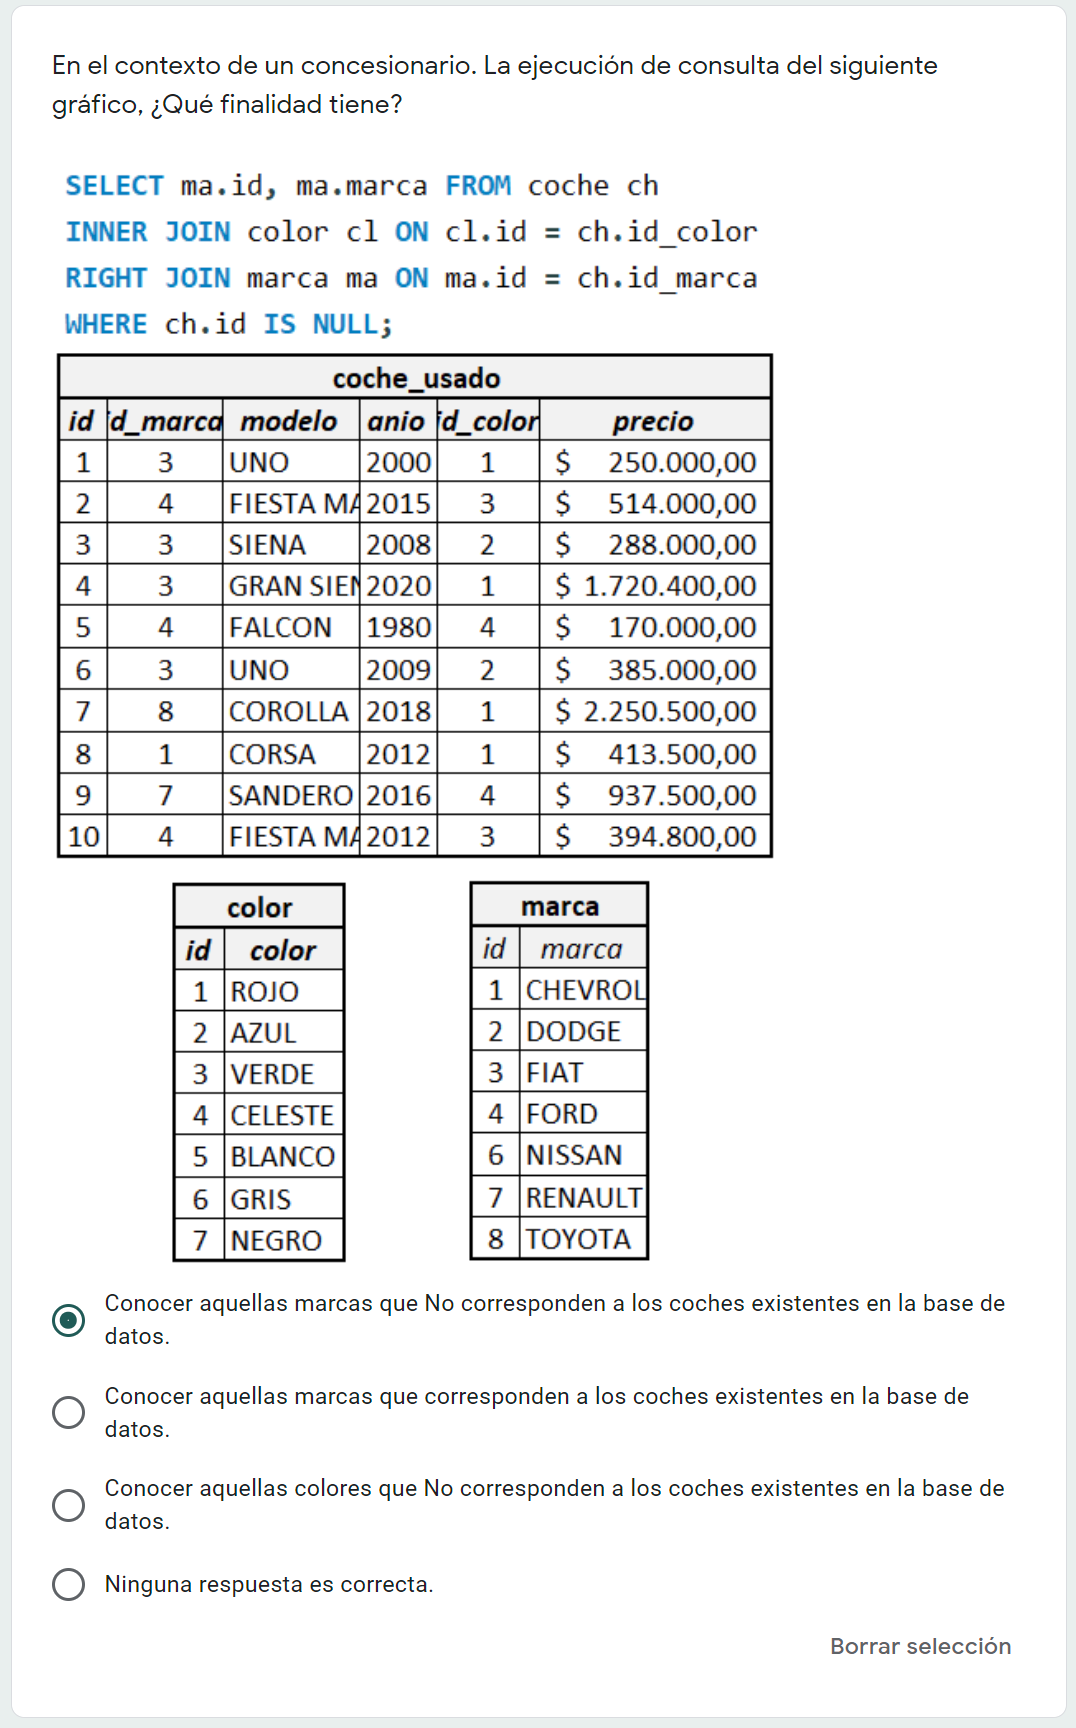 En el contexto de un concesionario. La ejecución de consulta del siguiente
gráfico, ¿Qué finalidad tiene?
SELECT ma.id, ma.marca FROM coche ch
INNER JOIN color cl ON cl.id = ch.id_color
RIGHT JOIN marca ma ON ma.id = ch.id_marca
WHERE ch.id IS NULL;
coche_usado
id d_marca modelo anio id_color precio
1 3 UNO 2000 1 $ 250.000,00
2 4 FIESTA MA 2015 3 $ 514.000,00
3 3 SIENA 2008 2 $ 288.000,00
4 3 GRAN SIEN 2020 1 $ 1.720.400,00
5 4 FALCON 1980 4 $ 170.000,00
6 3 UNO 2009 2 $ 385.000,00
7 8 COROLLA 2018 1 $ 2.250.500,00
8 1 CORSA 2012 1 $ 413.500,00
9 7 SANDERO 2016 4 $ 937.500,00
10 4 FIESTA MA 2012 3 $ 394.800,00
color
id color
1 ROJO
2 AZUL
3 VERDE
4 CELESTE
5 BLANCO
6 GRIS
7 NEGRO
marca
id marca
1 CHEVROL
2 DODGE
3 FIAT
4 FORD
6 NISSAN
7 RENAULT
8 TOYOTA
Conocer aquellas marcas que No corresponden a los coches existentes en la base de
datos.
Conocer aquellas marcas que corresponden a los coches existentes en la base de
datos.
Conocer aquellas colores que No corresponden a los coches existentes en la base de
datos.
Ninguna respuesta es correcta.
Borrar selección